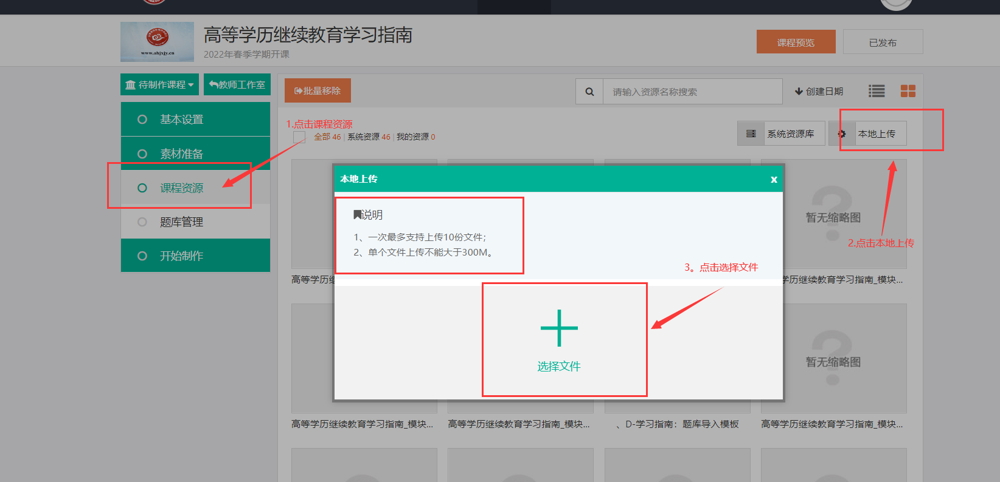 www.ahjxjy.cn
高等学历继续教育学习指南
2022年春季学期开课
课程预览
已发布
待制作课程
教师工作室
基本设置
素材准备
课程资源
题库管理
开始制作
批量移除
请输入资源名称搜索
创建日期
1.点击课程资源
全部 46 | 系统资源 46 | 我的资源 0
系统资源库
本地上传
本地上传
x
说明
1、一次最多支持上传10份文件；
2、单个文件上传不能大于300M。
3。点击选择文件
选择文件
暂无缩略图
2.点击本地上传
高等学历继
学历继续教育学习指南_模块...
暂无缩略图
高等学历继续教育学习指南_模块...
高等学历继续教育学习指南_模块...
、D-学习指南：题库导入模板
高等学历继续教育学习指南_模块...